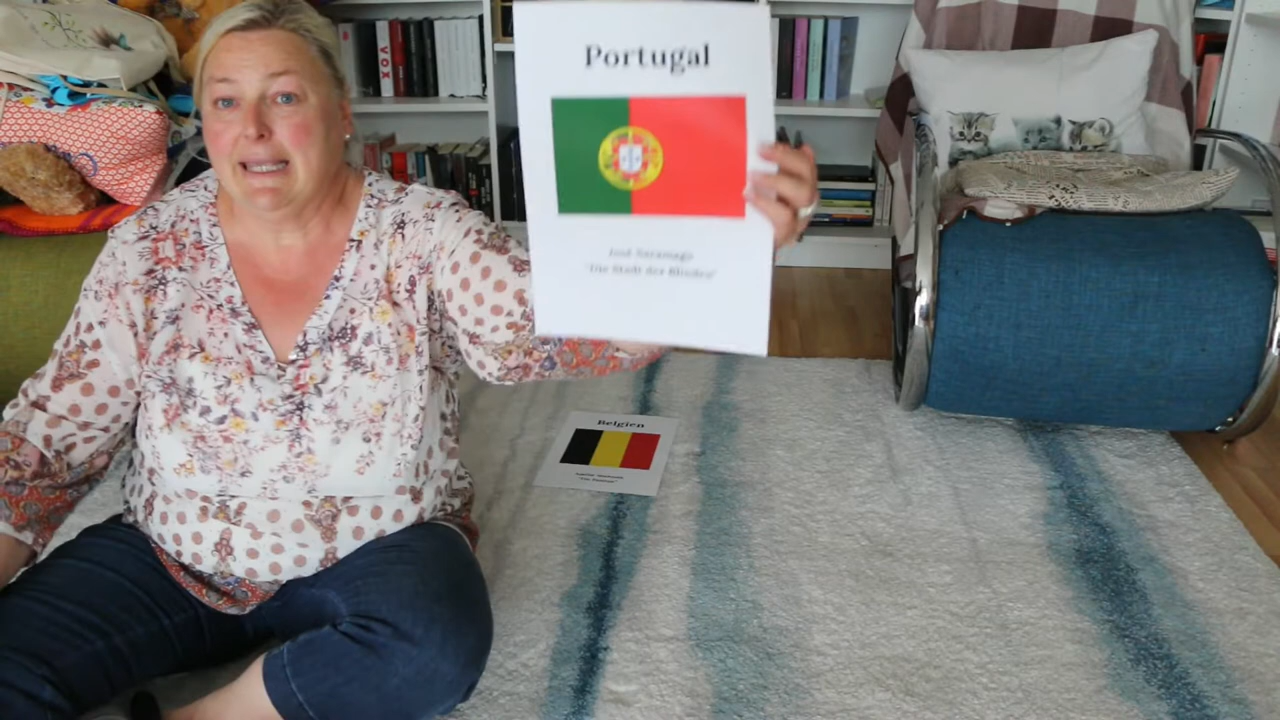 VOX
Portugal
José Saramago
"Die Stadt der Blinden"
Belgien